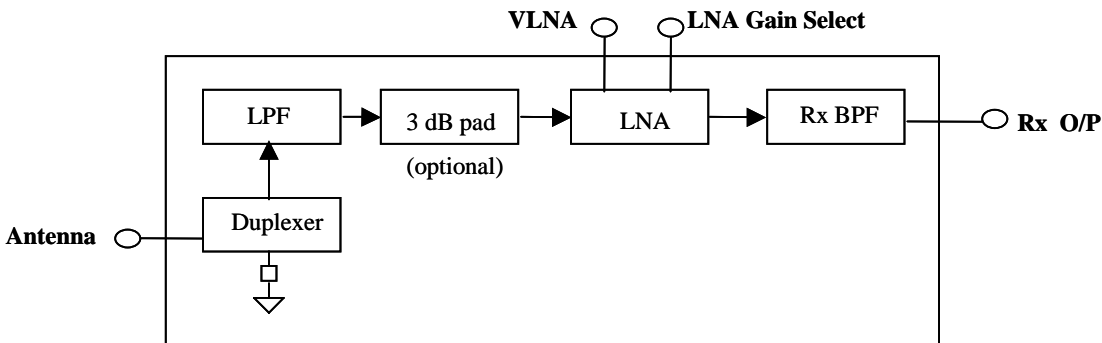 VLNA
LNA Gain Select
LPF
3 dB pad
(optional)
LNA
Rx BPF
Rx O/P
Duplexer
Antenna